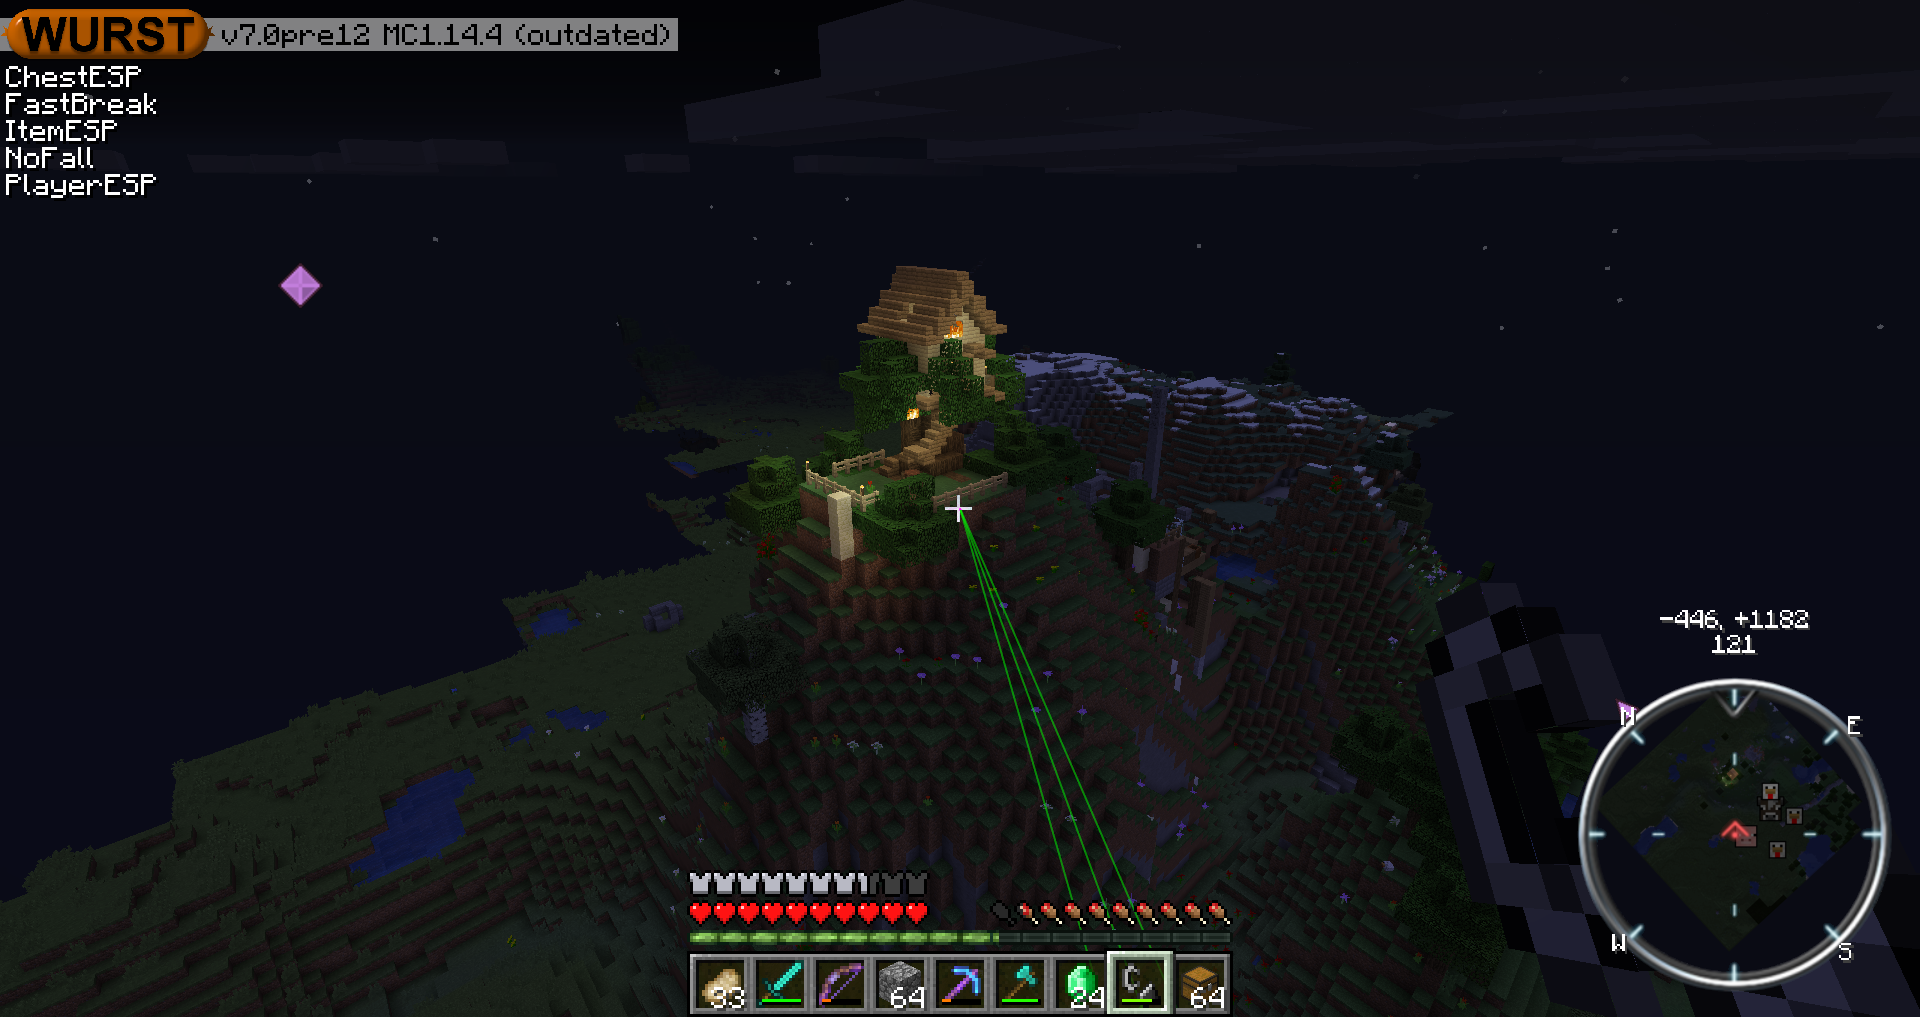 WURST v7.0pre12 MC1.14.4 (outdated)
ChestESP
FastBreak
ItemESP
NoFall
PlayerESP
-446, +1182
121
N
E
W
S
33
64
24
64